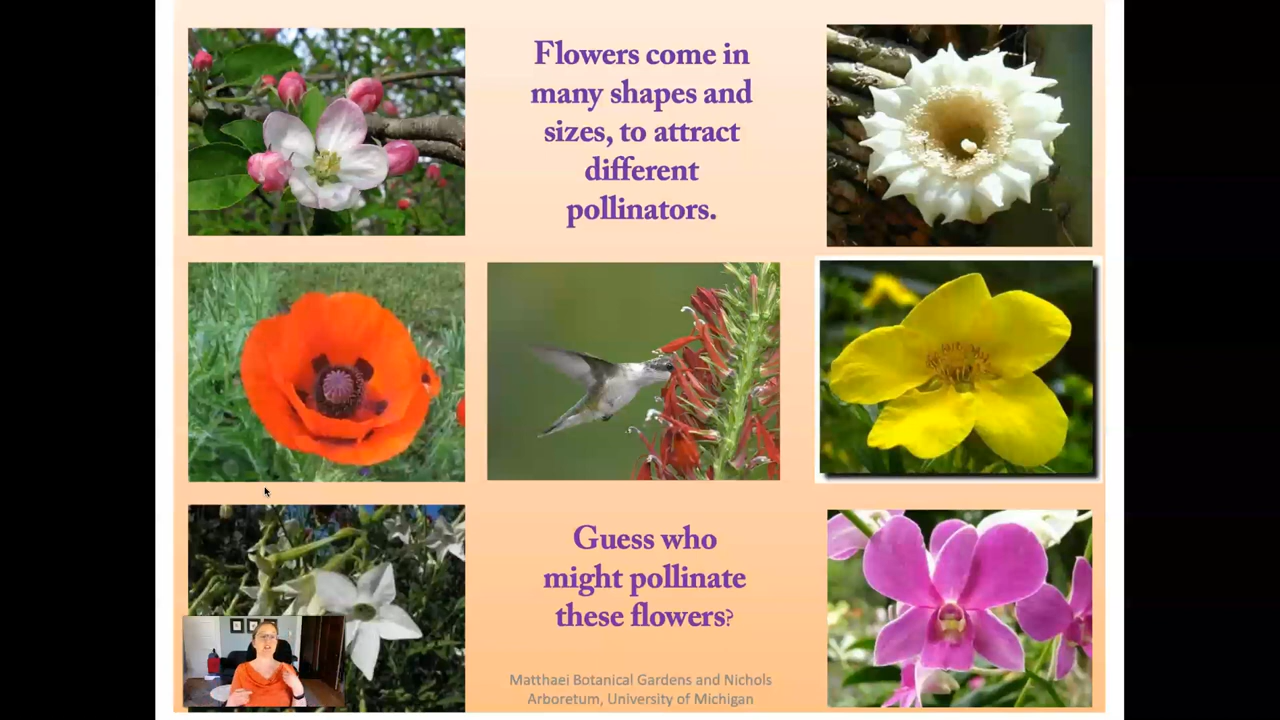 Flowers come in
many shapes and
sizes, to attract
different
pollinators.
Guess who
might pollinate
these flowers?
Matthaei Botanical Gardens and Nichols
Arboretum, University of Michigan